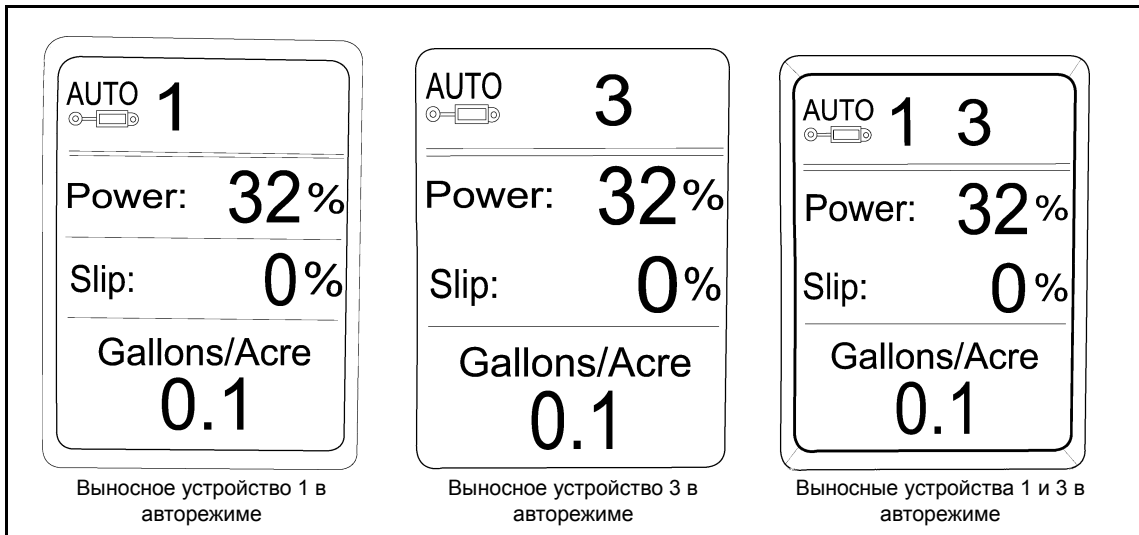 AUTO 1
Power: 32%
Slip: 0%
Gallons/Acre
0.1
Выносное устройство 1 в
авторежиме
AUTO 3
Power: 32%
Slip: 0%
Gallons/Acre
0.1
Выносное устройство 3 в
авторежиме
AUTO 1 3
Power: 32%
Slip: 0%
Gallons/Acre
0.1
Выносные устройства 1 и 3 в
авторежиме